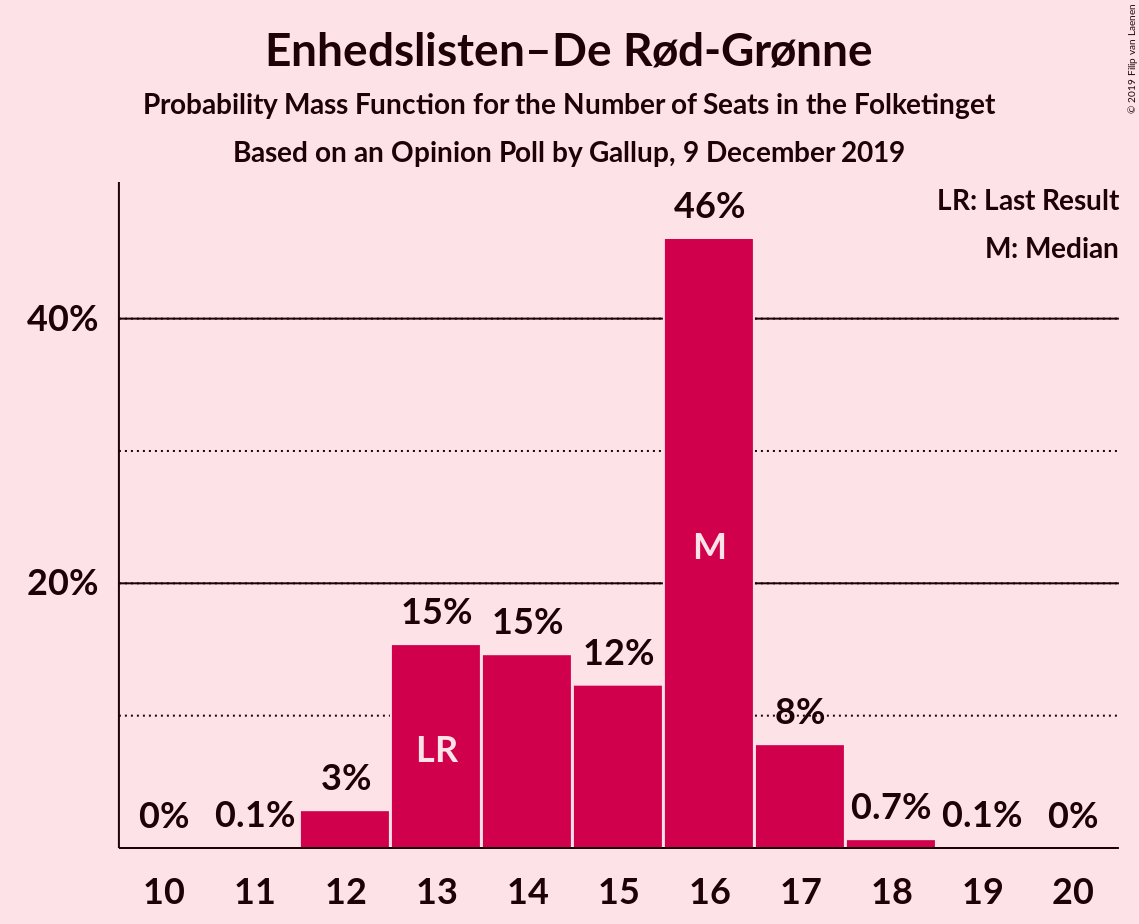 Enhedslisten–De Rød-Grønne
Probability Mass Function for the Number of Seats in the Folketinget
Based on an Opinion Poll by Gallup, 9 December 2019
© 2019 Filip van Laenen
LR: Last Result
M: Median
46%
40%
20%
15%
15%
12%
8%
3%
0%
0.1%
0.7%
0.1%
0%
M
LR
10 11 12 13 14 15 16 17 18 19 20